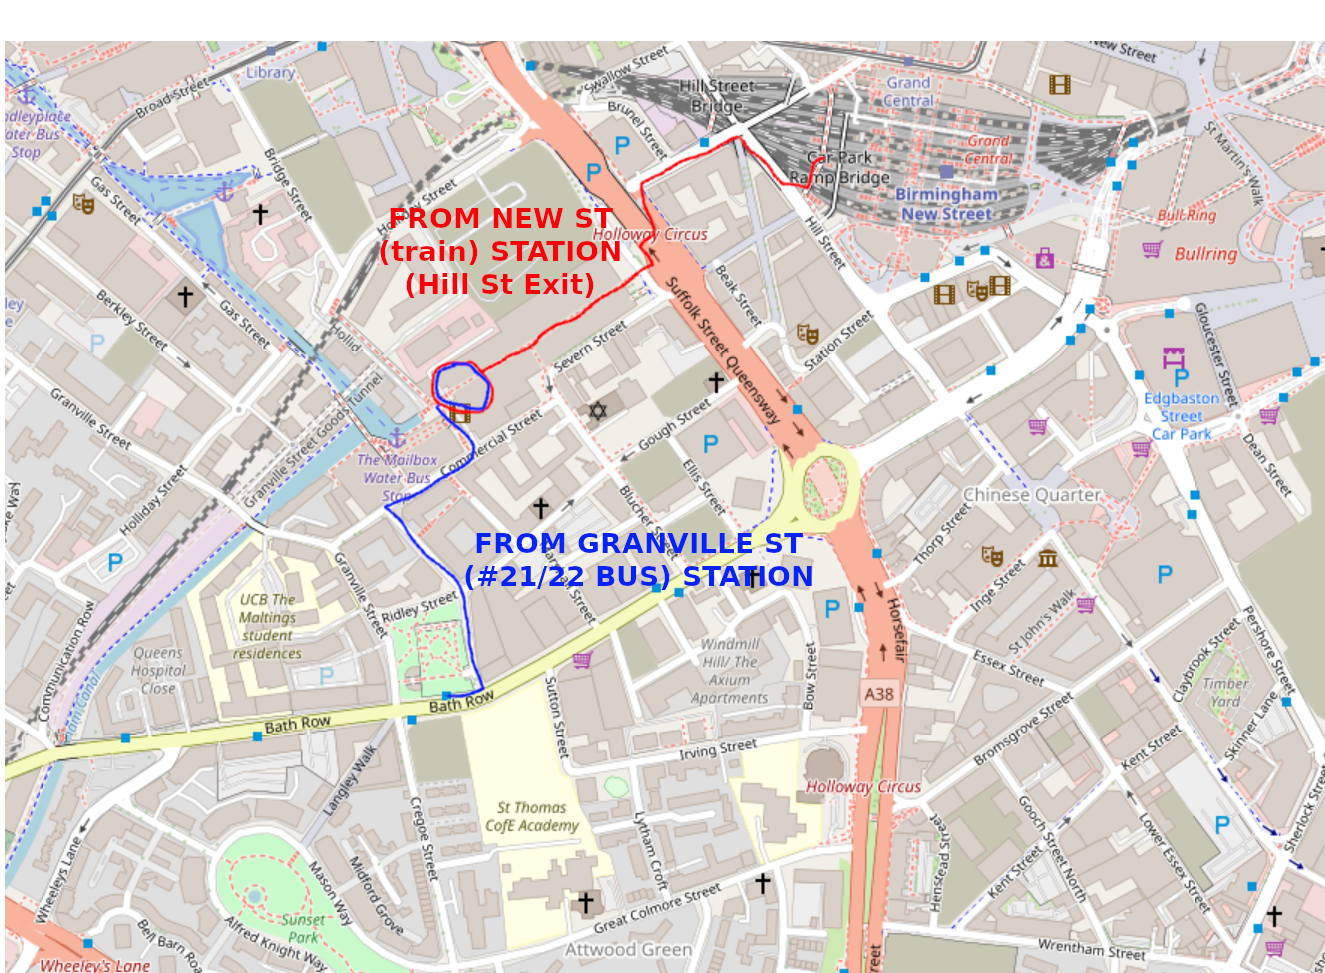 New Street
Swallow Street
Library
Hill Street
Bridge
Grand
Central
Broad Street
ndleyplace
ater Bus
Stop
Brunel Street
P
St Martin's Walk
Grand
Central
Car Park
Ramp Bridge
P
Bridge Street
Gas Street
Birmingham
New Street
FROM NEW ST
(train) STATION
(Hill St Exit)
Holloway Circus
Hill Street
Bull Ring
Bullring
Beak Street
Berkley Street
Gas Street
Suffolk Street Queensway
Gloucester Street
ley
P
Hollid
Severn Street
Station Street
P
Edgbaston
Street
Car Park
Granville Street
Granville Street Goods Tunnel
Commercial Street
Gough Street
P
The Mailbox
Water Bus
Stop
Ellis Street
Dean Street
Holliday Street
Blucher Street
Chinese Quarter
Thorp Street
FROM GRANVILLE ST
(#21/22 BUS) STATION
P
Granville Street
P
Inge Street
UCB The
Maltings
student
residences
Ridley Street
St John's Walk
P
Communication Row
Queens
Hospital
Close
Windmill
Hill/ The
Axium
Apartments
Bow Street
Horsefair
Essex Street
Claybrook Street
Pershore Street
P
Timber
Yard
Bath Row
Bath Row
A38
Sutton Street
Skinner Lane
Bromsgrove Street
Kent Street
Irving Street
Langley Walk
Holloway Circus
Cregoe Street
St Thomas
CofE Academy
Lytham Croft
Gooch Street North
Lower Essex Street
P
Sherlock Street
Wheeleys Lane
Mason Way
Midford Grove
Henstead Street
Kent Street
Great Colmore Street
Sunset
Park
Alfred Knight Way
Bell Barn Roa
Attwood Green
Wrentham Street
Wheeley's Lane
treet